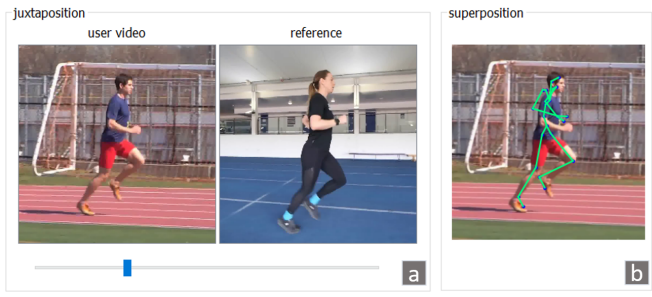 juxtaposition
user video
reference
a
superposition
b